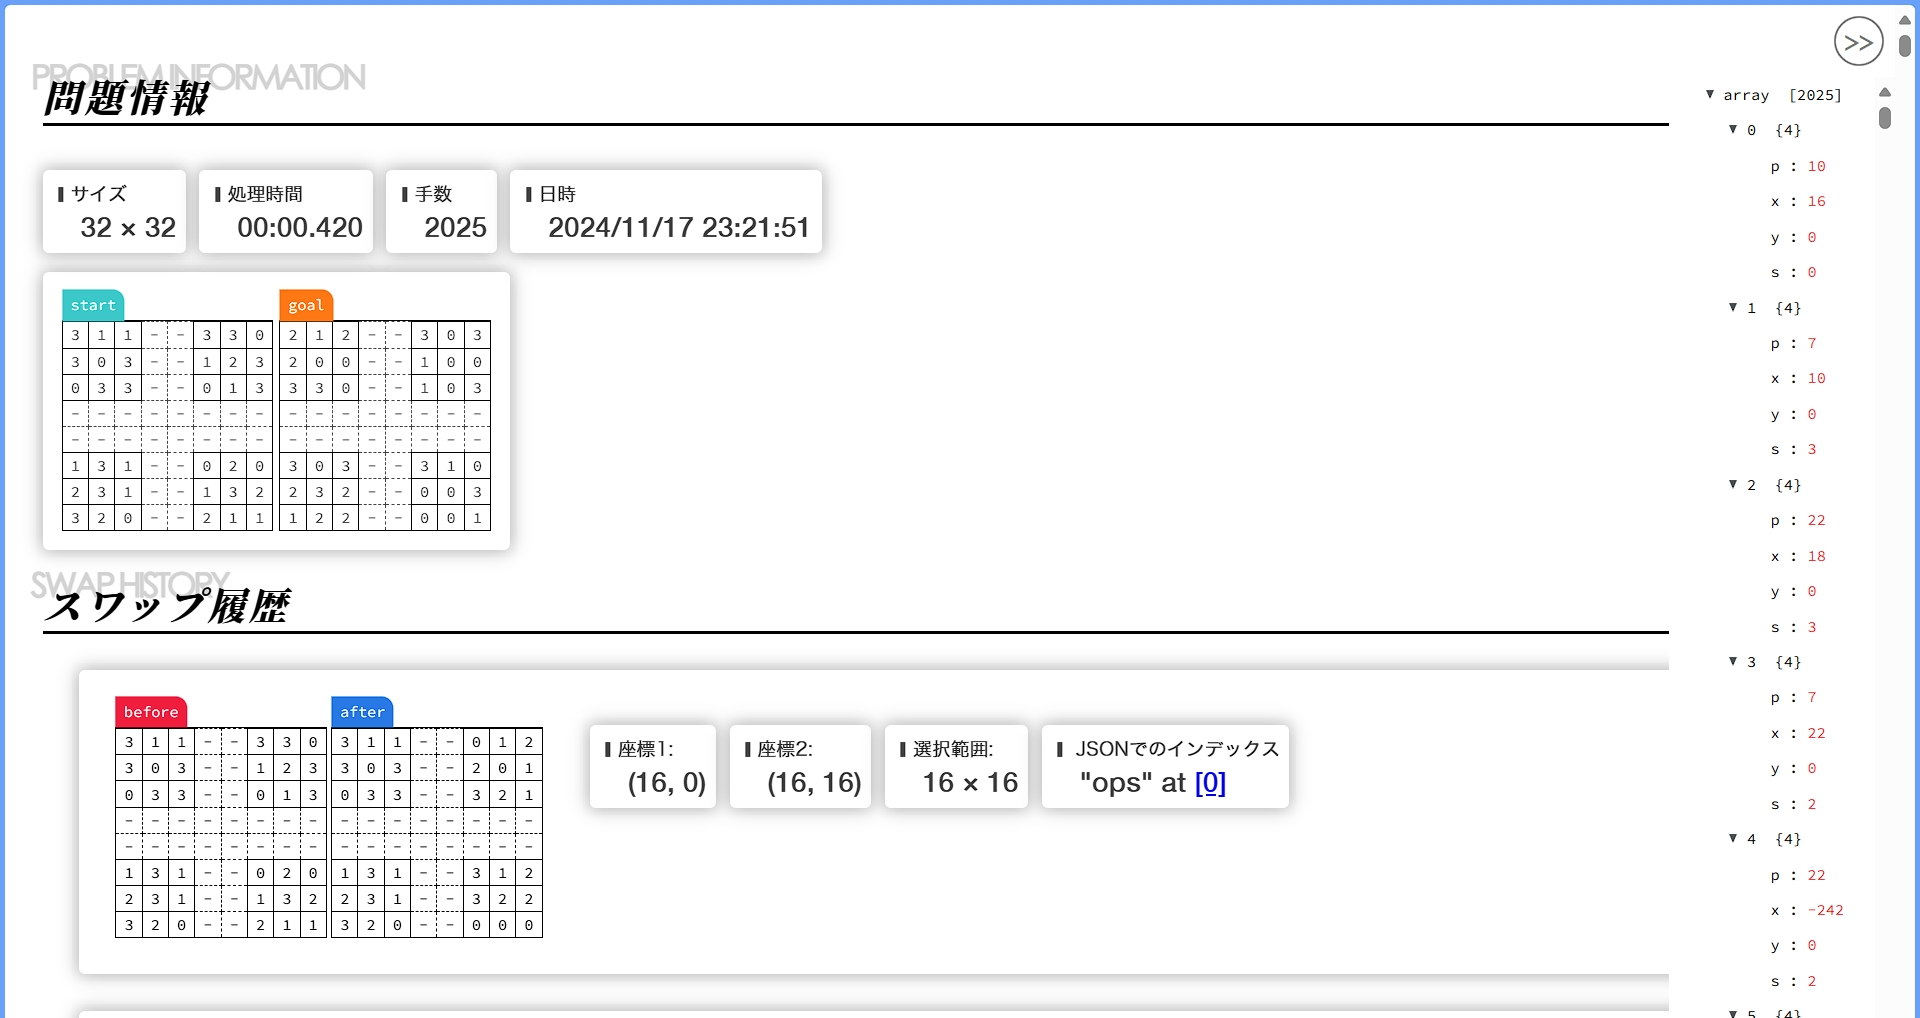 PROBLEM INFORMATION
問題情報
サイズ
32 × 32
処理時間
00:00.420
手数
2025
日時
2024/11/17 23:21:51
start
3 1 1 - - 3 3 0
3 0 3 - - 1 2 3
0 3 3 - - 0 1 3
- - - - - - - -
- - - - - - - -
1 3 1 - - 0 2 0
2 3 1 - - 1 3 2
3 2 0 - - 2 1 1
goal
2 1 2 - - 3 0 3
2 0 0 - - 1 0 0
3 3 0 - - 1 0 3
- - - - - - - -
- - - - - - - -
3 0 3 - - 3 1 0
2 3 2 - - 0 0 3
1 2 2 - - 0 0 1
SWAP HISTORY
スワップ履歴
before
3 1 1 - - 3 3 0
3 0 3 - - 1 2 3
0 3 3 - - 0 1 3
- - - - - - - -
- - - - - - - -
1 3 1 - - 0 2 0
2 3 1 - - 1 3 2
3 2 0 - - 2 1 1
after
3 1 1 - - 0 1 2
3 0 3 - - 2 0 1
0 3 3 - - 3 2 1
- - - - - - - -
- - - - - - - -
1 3 1 - - 3 1 2
2 3 1 - - 3 2 2
3 2 0 - - 0 0 0
座標1:
(16, 0)
座標2:
(16, 16)
選択範囲:
16 × 16
JSONでのインデックス
"ops" at [0]
>>
▼ array [2025]
▼ 0 {4}
p : 10
x : 16
y : 0
s : 0
▼ 1 {4}
p : 7
x : 10
y : 0
s : 3
▼ 2 {4}
p : 22
x : 18
y : 0
s : 3
▼ 3 {4}
p : 7
x : 22
y : 0
s : 2
▼ 4 {4}
p : 22
x : -242
y : 0
s : 2
▼ 5 {4}